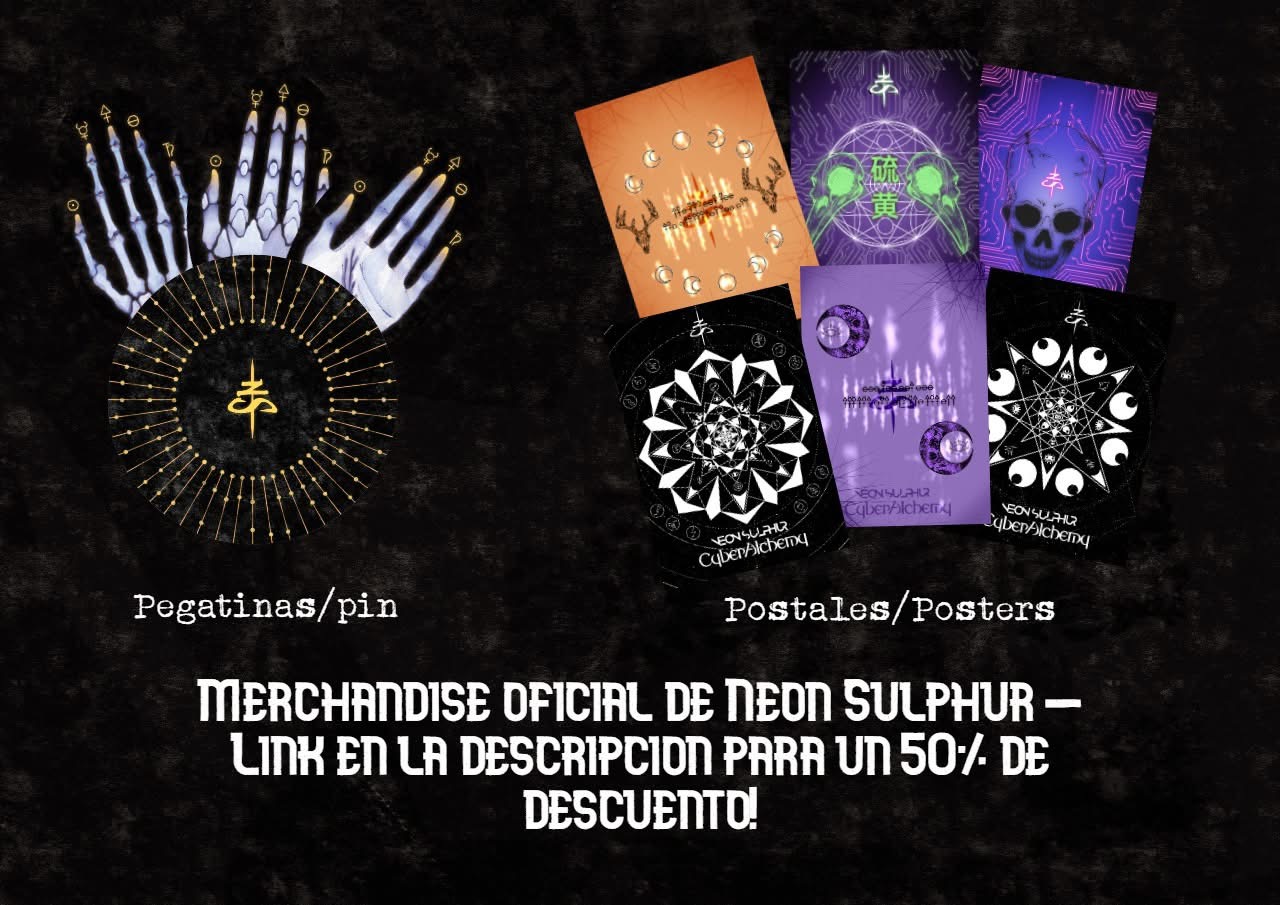 硫
黄
NEON SULPHUR
CyberAlchemy
NEON SULPHUR
CyberAlchemy
NEON SULPHUR
CyberAlchemy
Pegatinas/pin
Postales/Posters
MERCHANDISE OFICIAL DE NEON SULPHUR —
LINK EN LA DESCRIPCION PARA UN 50% DE
DESCUENTO!